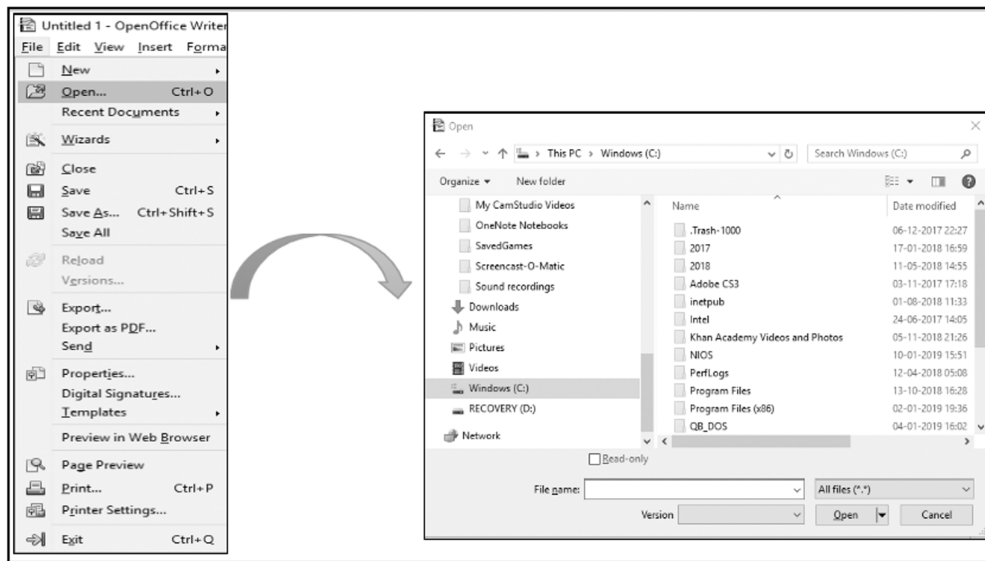 Untitled 1 - OpenOffice Writer
File Edit View Insert Forma
New
Open... Ctrl+O
Recent Documents
Wizards
Close
Save Ctrl+S
Save As... Ctrl+Shift+S
Save All
Reload
Versions...
Export...
Export as PDF...
Send
Properties...
Digital Signatures...
Templates
Preview in Web Browser
Page Preview
Print... Ctrl+P
Printer Settings...
Exit Ctrl+Q
Open
This PC > Windows (C:) Search Windows (C:)
Organize New folder
My CamStudio Videos
OneNote Notebooks
SavedGames
Screencast-O-Matic
Sound recordings
Downloads
Music
Pictures
Videos
Windows (C:)
RECOVERY (D:)
Network
Name Date modified
.Trash-1000 06-12-2017 22:27
2017 17-01-2018 16:59
2018 11-05-2018 14:55
Adobe CS3 03-11-2017 17:18
inetpub 01-08-2018 11:33
Intel 24-06-2017 14:05
Khan Academy Videos and Photos 05-11-2018 21:26
NIOS 10-01-2019 15:51
PerfLogs 12-04-2018 05:08
Program Files 13-10-2018 16:28
Program Files (x86) 02-01-2019 19:36
QB_DOS 04-01-2019 16:02
Read-only
File name: All files (*.*)
Version Open Cancel